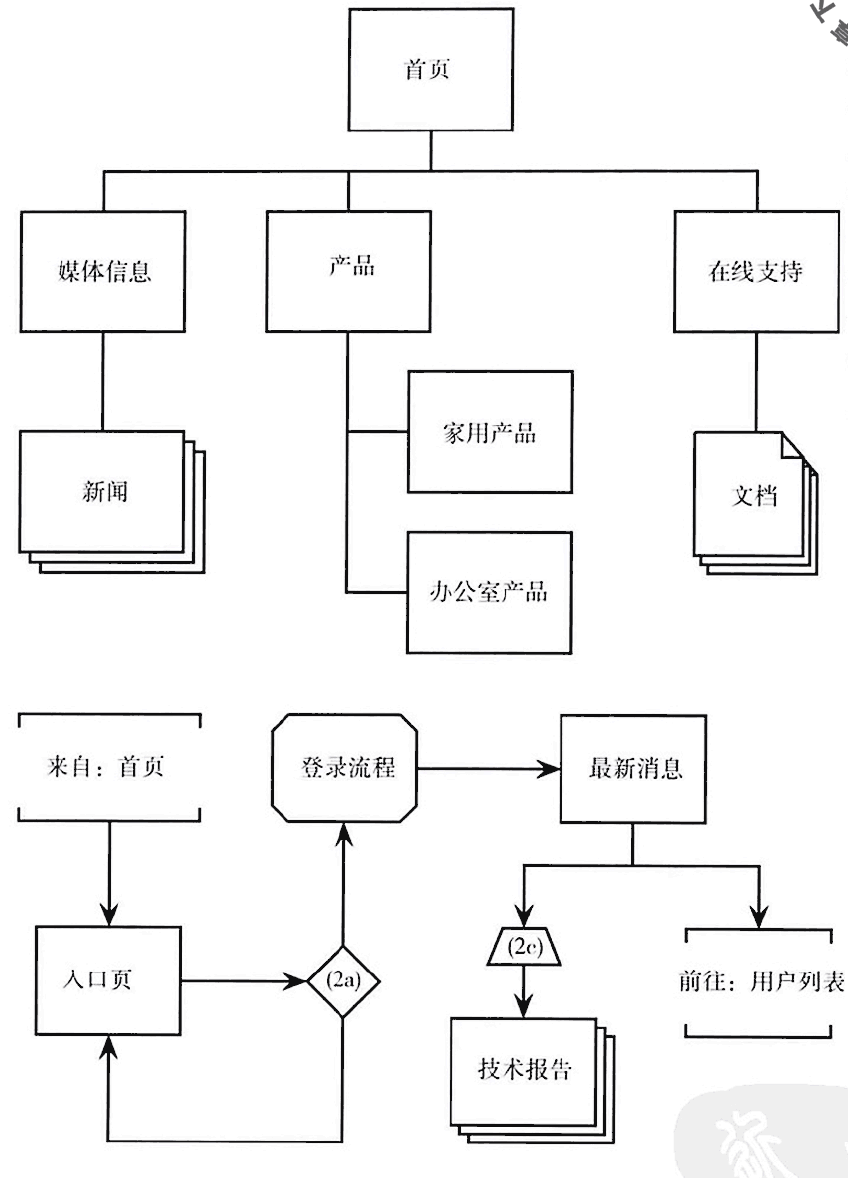 首页
媒体信息
产品
在线支持
家用产品
新闻
文档
办公室产品
来自：首页
登录流程
最新消息
(2c)
入口页
(2a)
前往：用户列表
技术报告